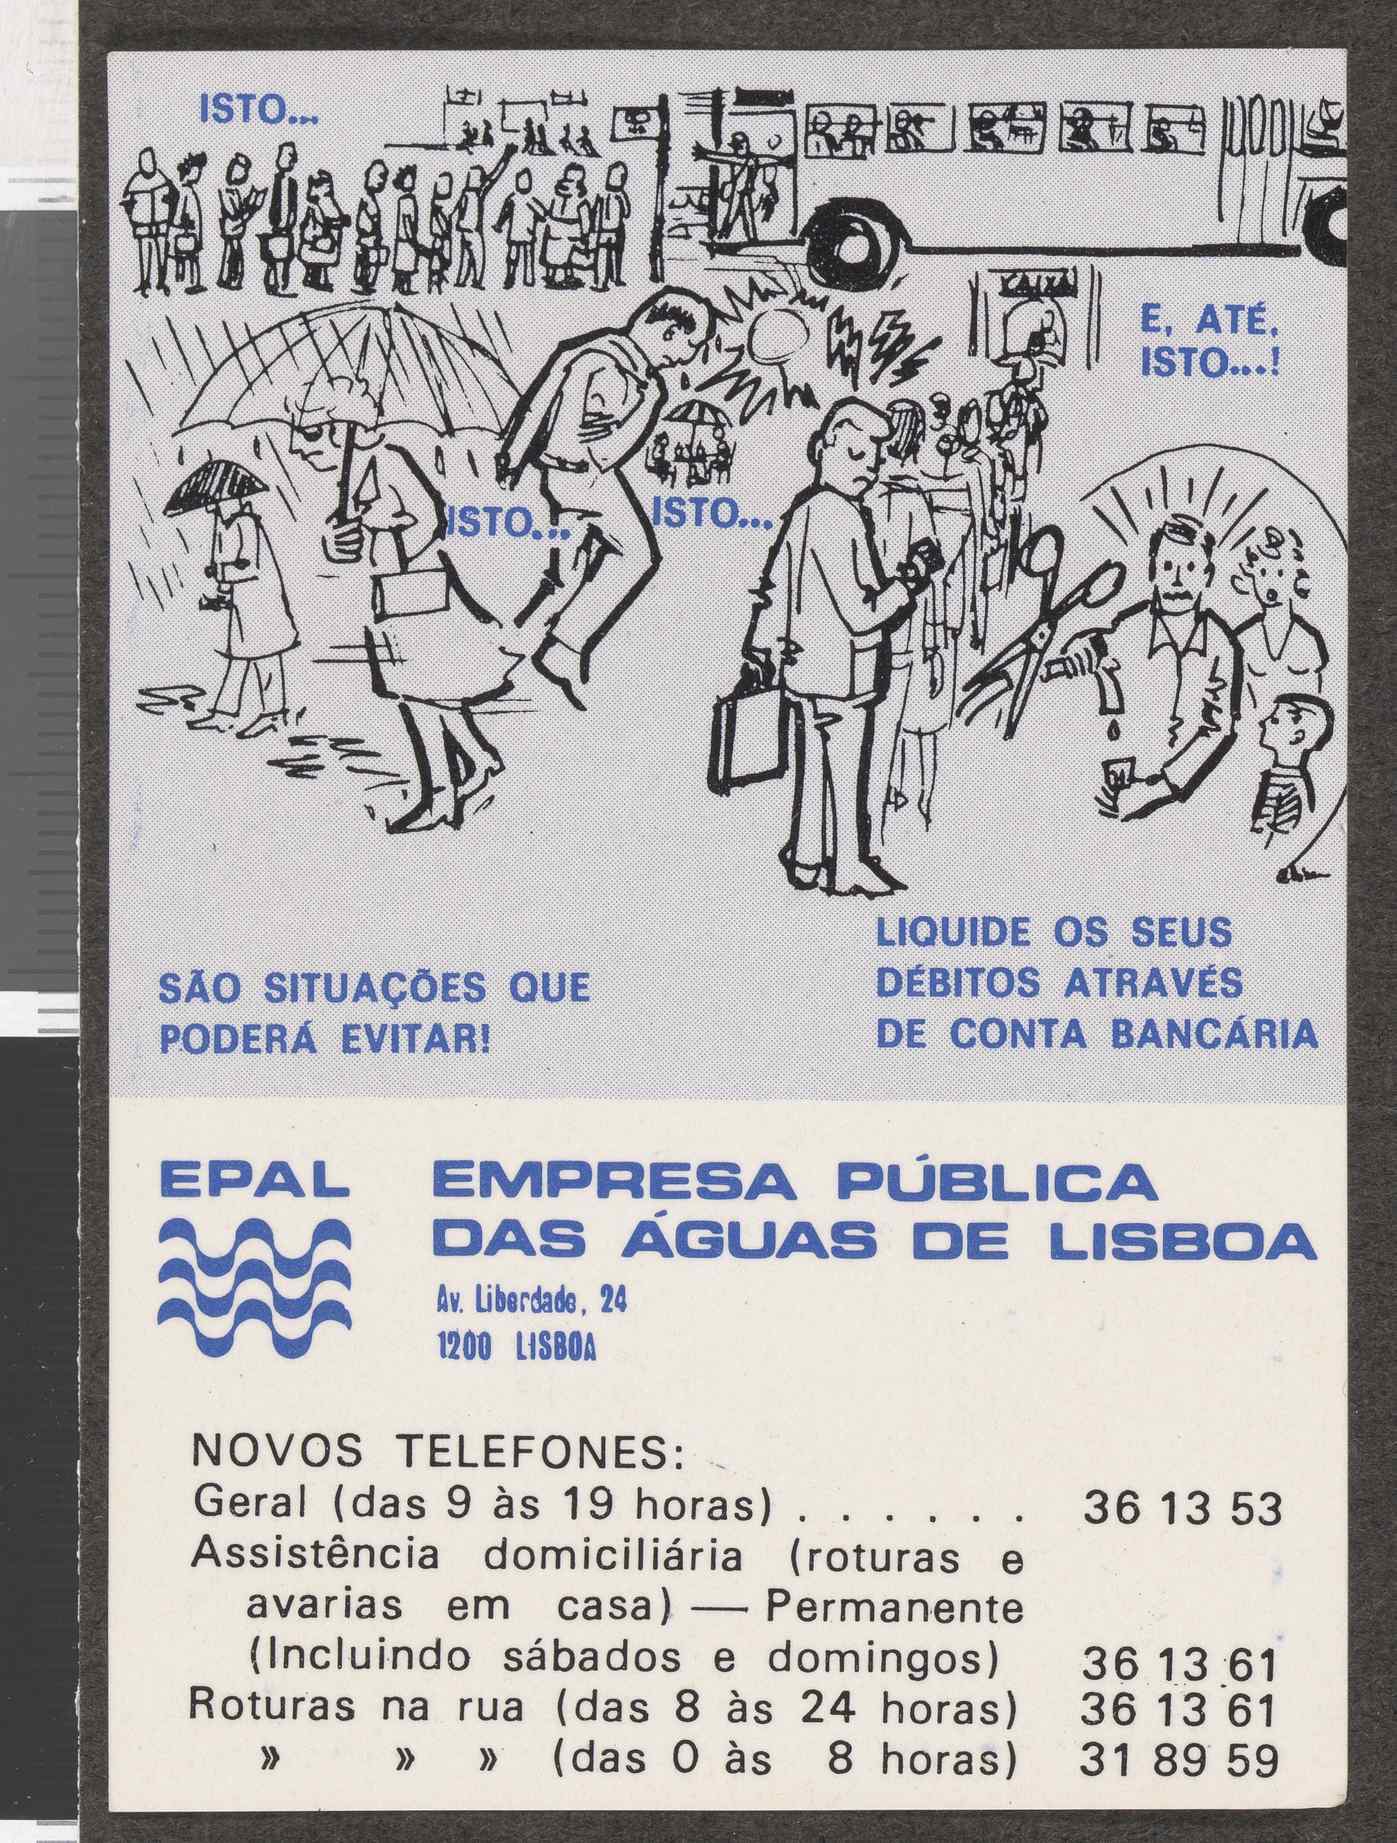 ISTO...
CAIXA
E, ATÉ,
ISTO...!
ISTO...
ISTO...
SÃO SITUAÇÕES QUE
PODERÁ EVITAR!
LIQUIDE OS SEUS
DÉBITOS ATRAVÉS
DE CONTA BANCÁRIA
EPAL
EMPRESA PÚBLICA
DAS ÁGUAS DE LISBOA
Av. Liberdade, 24
1200 LISBOA
NOVOS TELEFONES:
Geral (das 9 às 19 horas) . . . . . . 36 13 53
Assistência domiciliária (roturas e
avarias em casa) — Permanente
(Incluindo sábados e domingos) 36 13 61
Roturas na rua (das 8 às 24 horas) 36 13 61
» » » (das 0 às 8 horas) 31 89 59